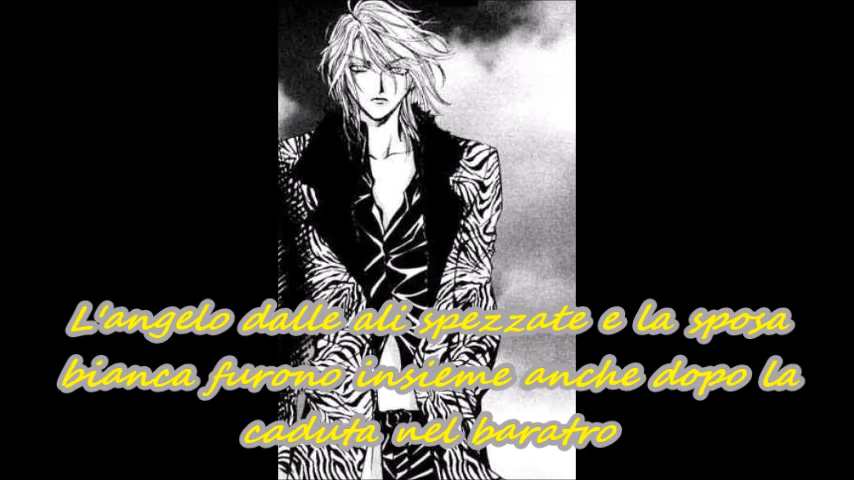 L'angelo dalle ali spezzate e la sposa
bianca furono insieme anche dopo la
caduta nel baratro